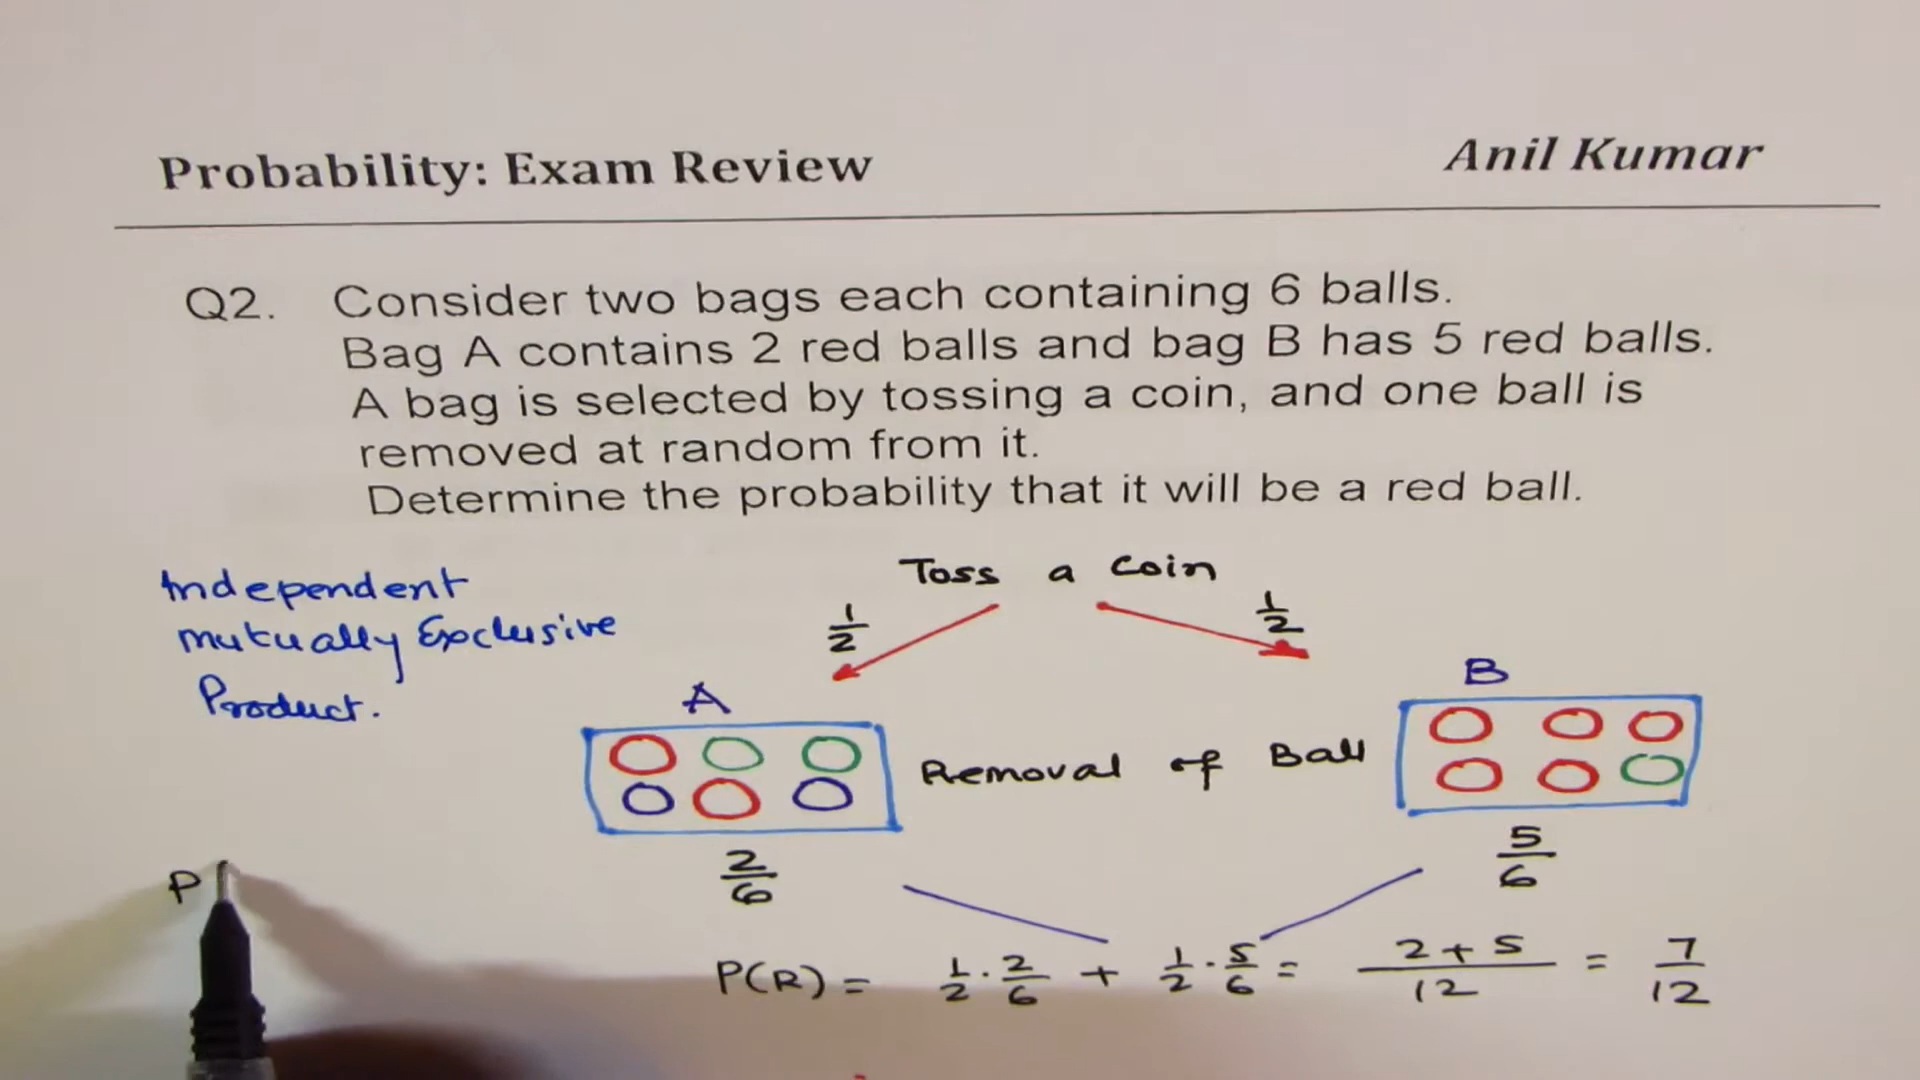 Probability: Exam Review Anil Kumar
Q2. Consider two bags each containing 6 balls.
Bag A contains 2 red balls and bag B has 5 red balls.
A bag is selected by tossing a coin, and one ball is
removed at random from it.
Determine the probability that it will be a red ball.
Independent
Mutually Exclusive
Product.
Toss a Coin
1/2 1/2
A B
Removal of Ball
2/6 5/6
P
P(R) = 1/2 · 2/6 + 1/2 · 5/6 = 2+5/12 = 7/12